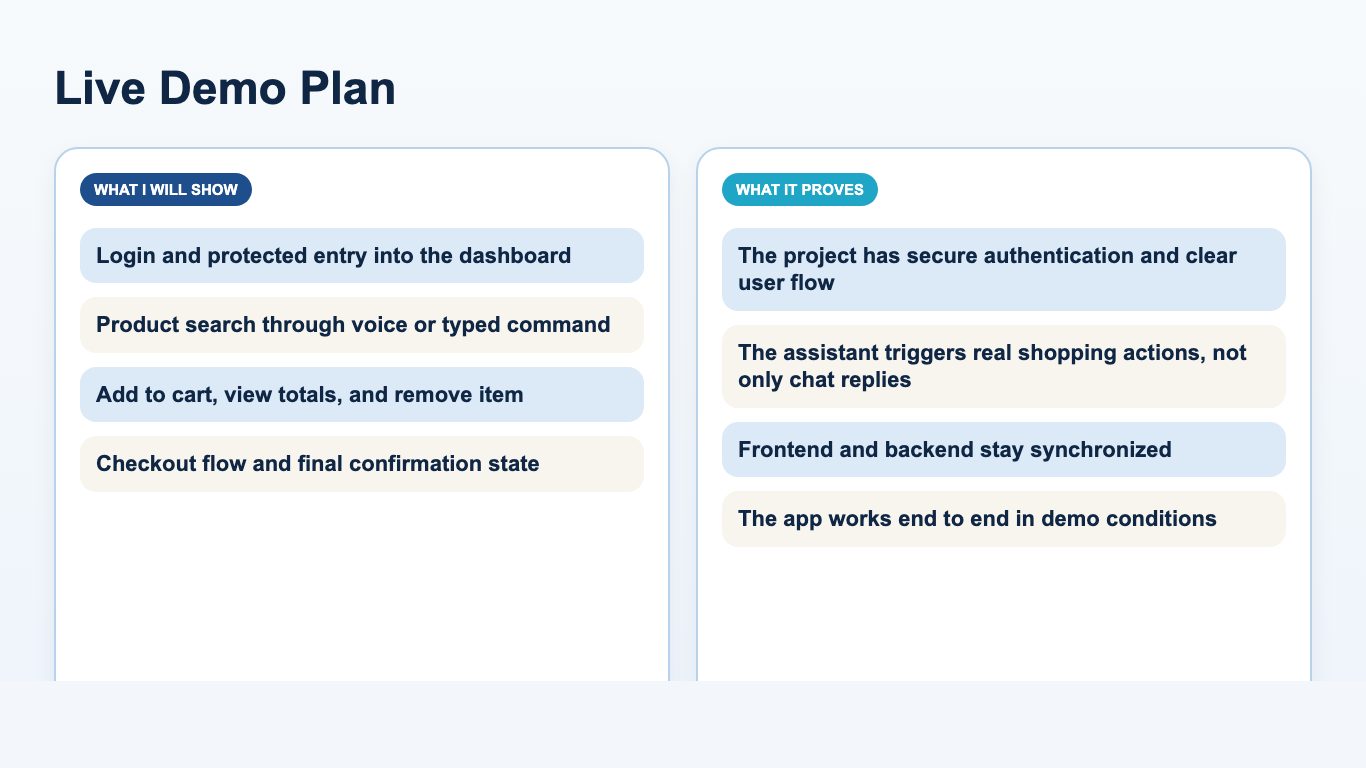 Live Demo Plan
WHAT I WILL SHOW
Login and protected entry into the dashboard
Product search through voice or typed command
Add to cart, view totals, and remove item
Checkout flow and final confirmation state
WHAT IT PROVES
The project has secure authentication and clear
user flow
The assistant triggers real shopping actions, not
only chat replies
Frontend and backend stay synchronized
The app works end to end in demo conditions